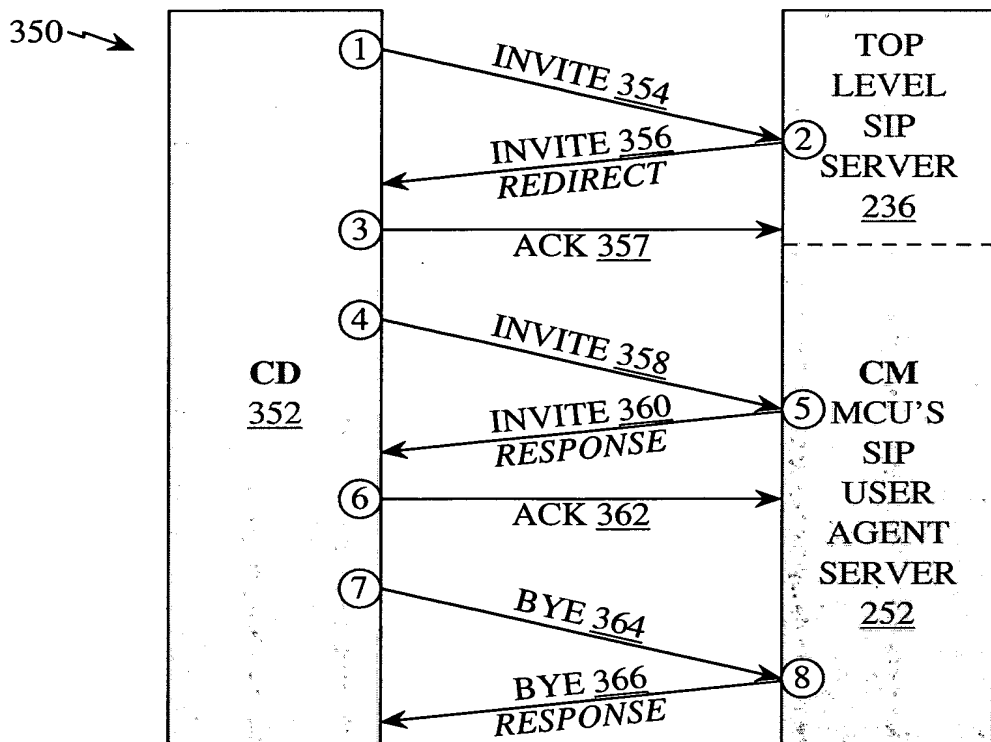 350
1
INVITE 354
TOP
LEVEL
SIP
SERVER
236
2
INVITE 356
REDIRECT
3
ACK 357
4
INVITE 358
CD
352
CM
MCU'S
SIP
USER
AGENT
SERVER
252
5
INVITE 360
RESPONSE
6
ACK 362
7
BYE 364
8
BYE 366
RESPONSE